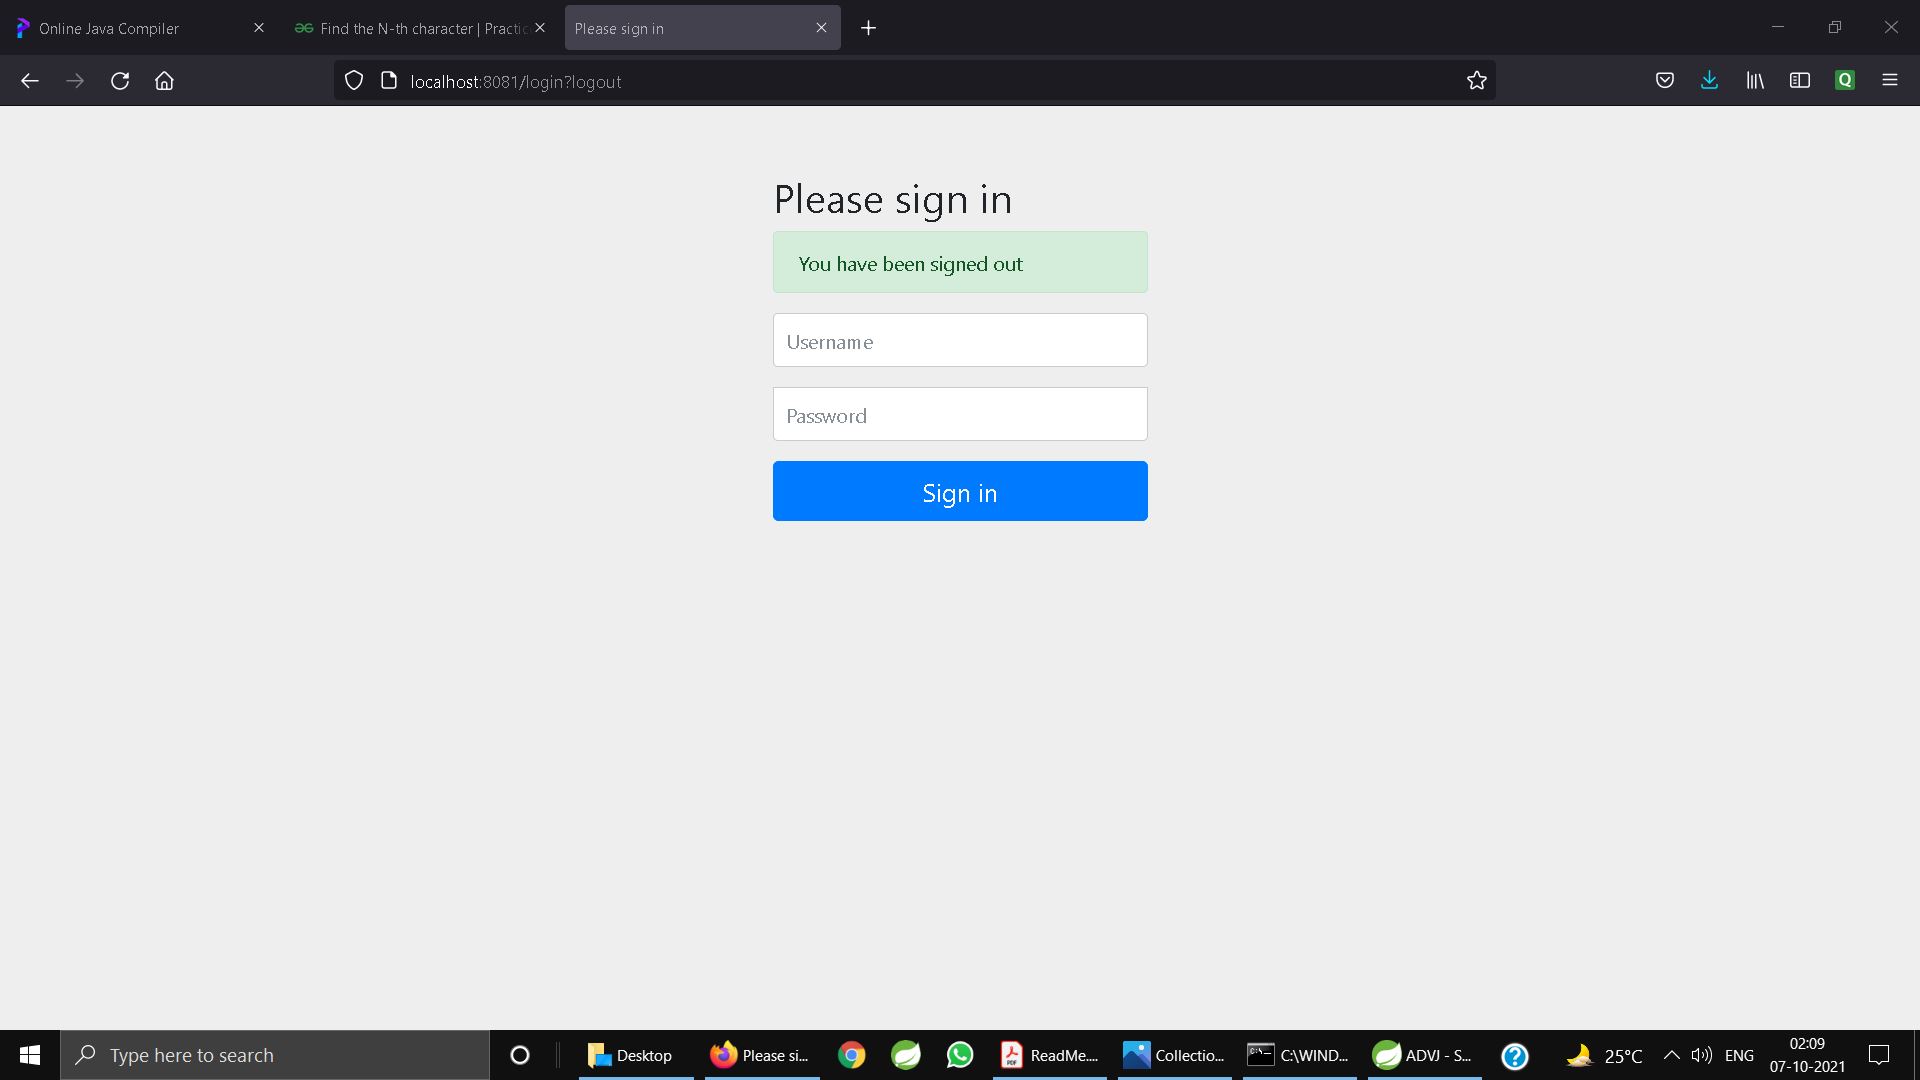 Online Java Compiler
Find the N-th character | Practic
Please sign in
localhost:8081/login?logout
Q
Please sign in
You have been signed out
Username
Password
Sign in
Type here to search
Desktop
Please si...
PDF
ReadMe....
Collectio...
C:\WIND...
ADVJ - S...
25°C
ENG
02:09
07-10-2021